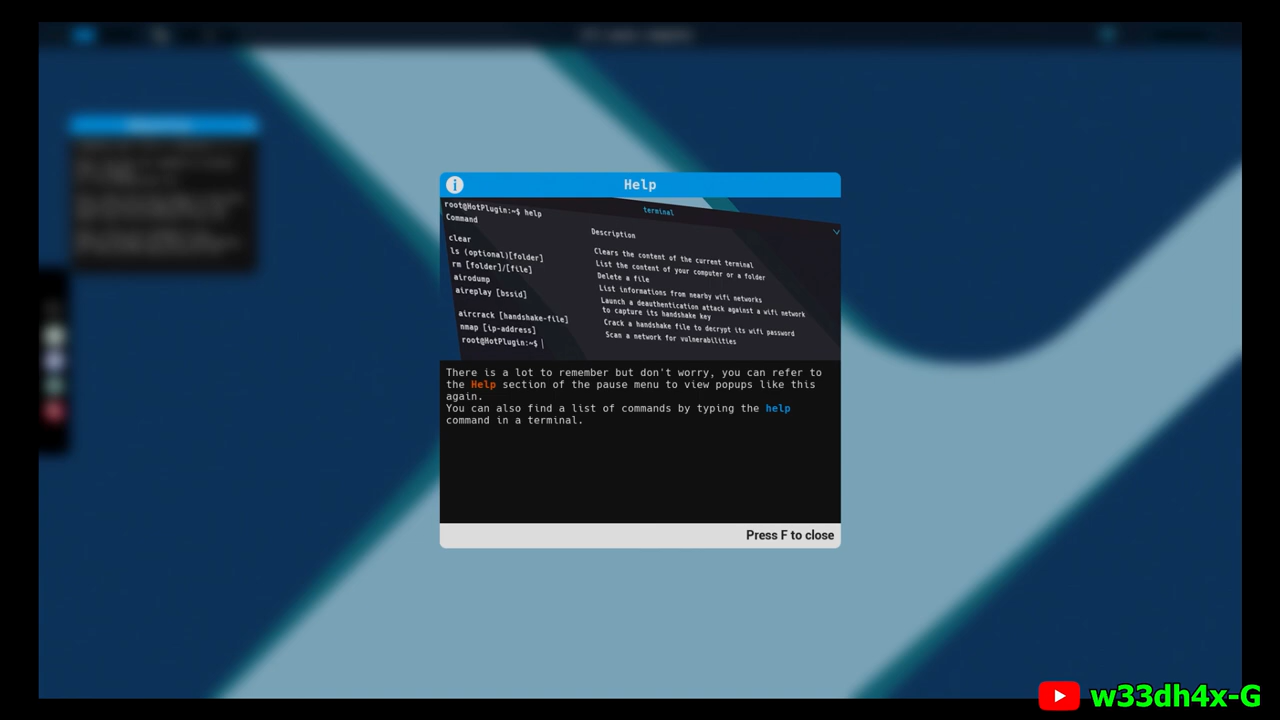 Help
root@HotPlugin:~$ help
terminal
Command
Description
clear
Clears the content of the current terminal
ls (optional)[folder]
List the content of your computer or a folder
rm [folder]/[file]
Delete a file
airodump
List informations from nearby wifi networks
aireplay [bssid]
Launch a deauthentication attack against a wifi network
to capture its handshake key
aircrack [handshake-file]
Crack a handshake file to decrypt its wifi password
nmap [ip-address]
Scan a network for vulnerabilities
root@HotPlugin:~$
There is a lot to remember but don't worry, you can refer to
the Help section of the pause menu to view popups like this
again.
You can also find a list of commands by typing the help
command in a terminal.
Press F to close
w33dh4x-G